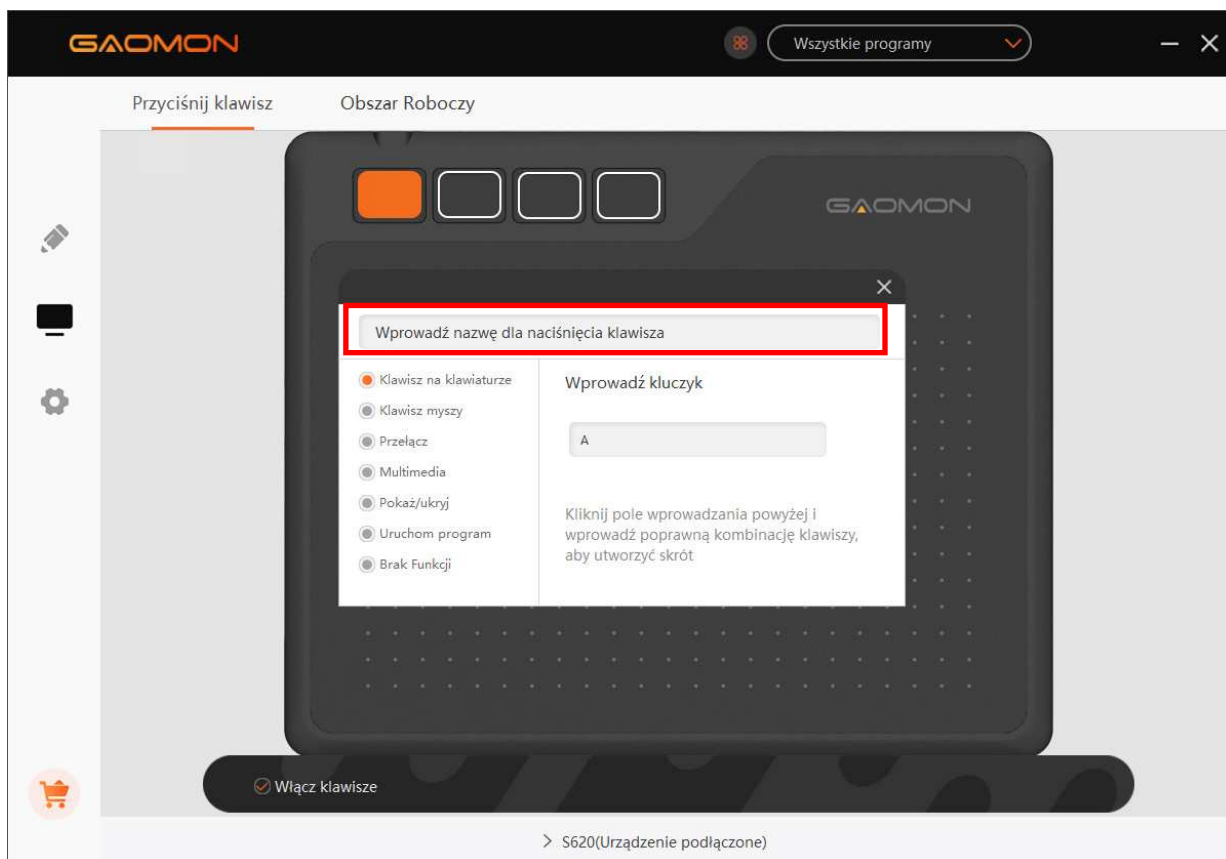 GAOMON
Wszystkie programy
Przyciśnij klawisz
Obszar Roboczy
GAOMON
Wprowadź nazwę dla naciśnięcia klawisza
Klawisz na klawiaturze
Klawisz myszy
Przełącz
Multimedia
Pokaż/ukryj
Uruchom program
Brak Funkcji
Wprowadź kluczyk
A
Kliknij pole wprowadzania powyżej i
wprowadź poprawną kombinację klawiszy,
aby utworzyć skrót
Włącz klawisze
S620(Urządzenie podłączone)